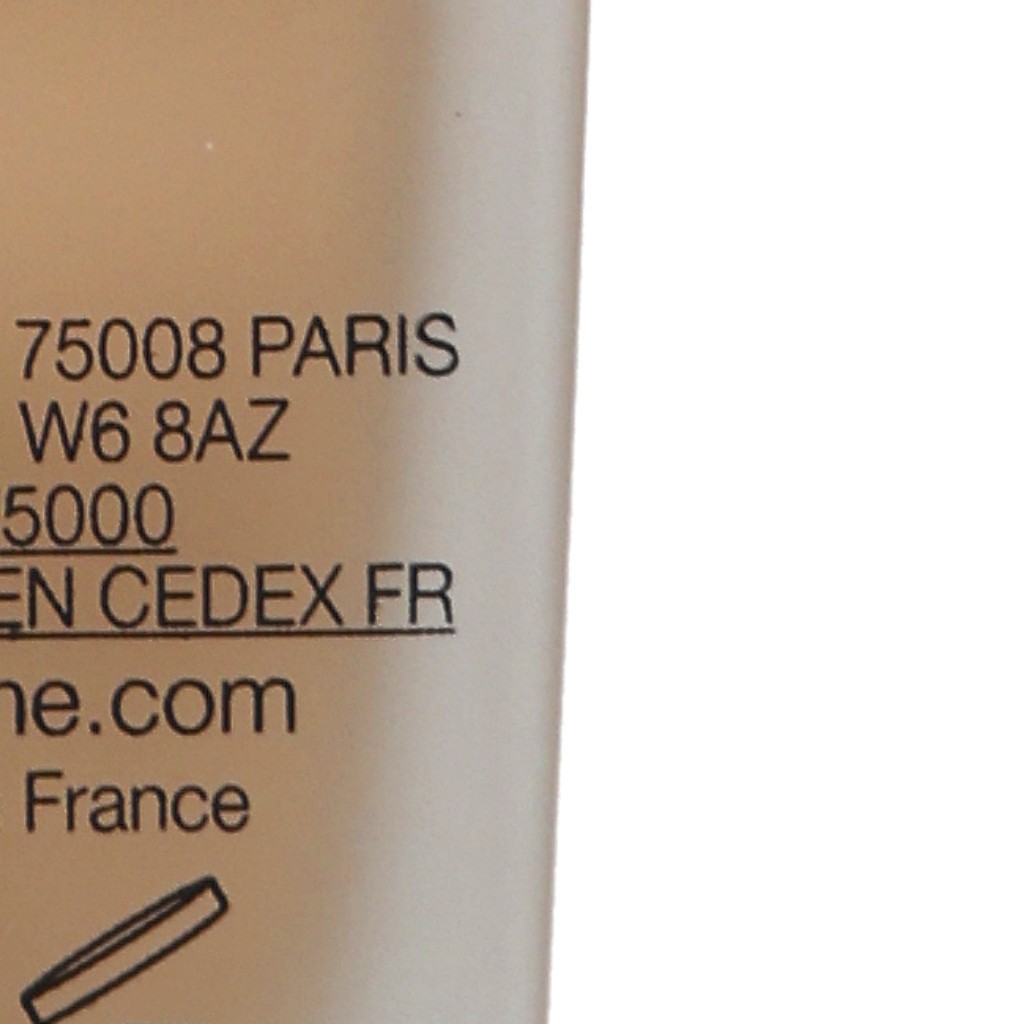 75008 PARIS
W6 8AZ
5000
EN CEDEX FR
ne.com
France